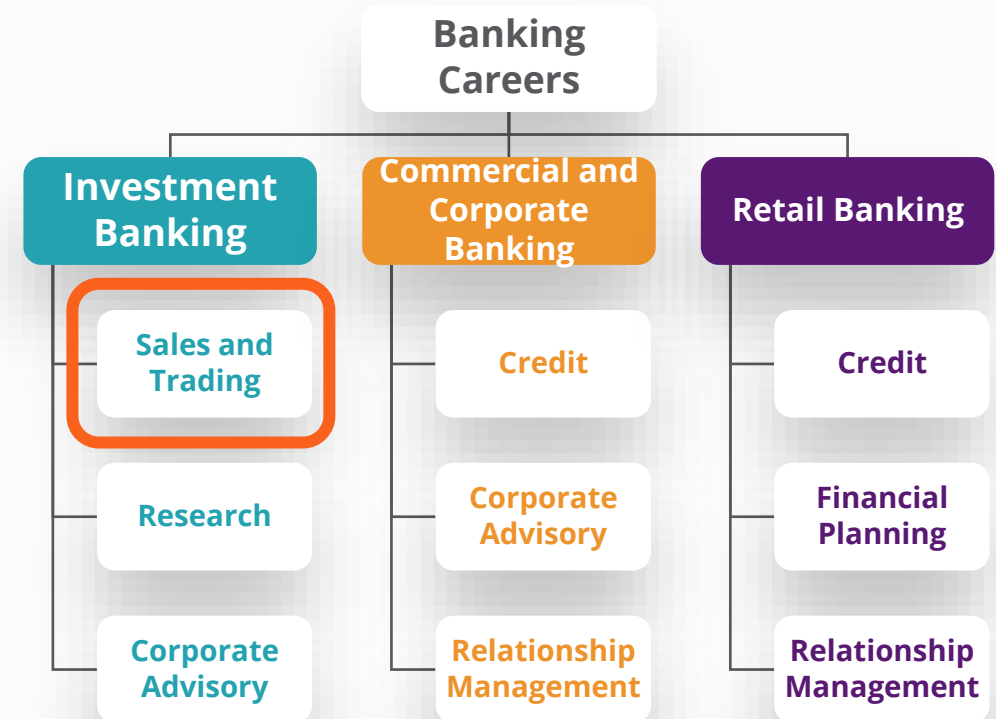 Banking
Careers
Investment
Banking
Sales and
Trading
Research
Corporate
Advisory
Commercial and
Corporate
Banking
Credit
Corporate
Advisory
Relationship
Management
Retail Banking
Credit
Financial
Planning
Relationship
Management